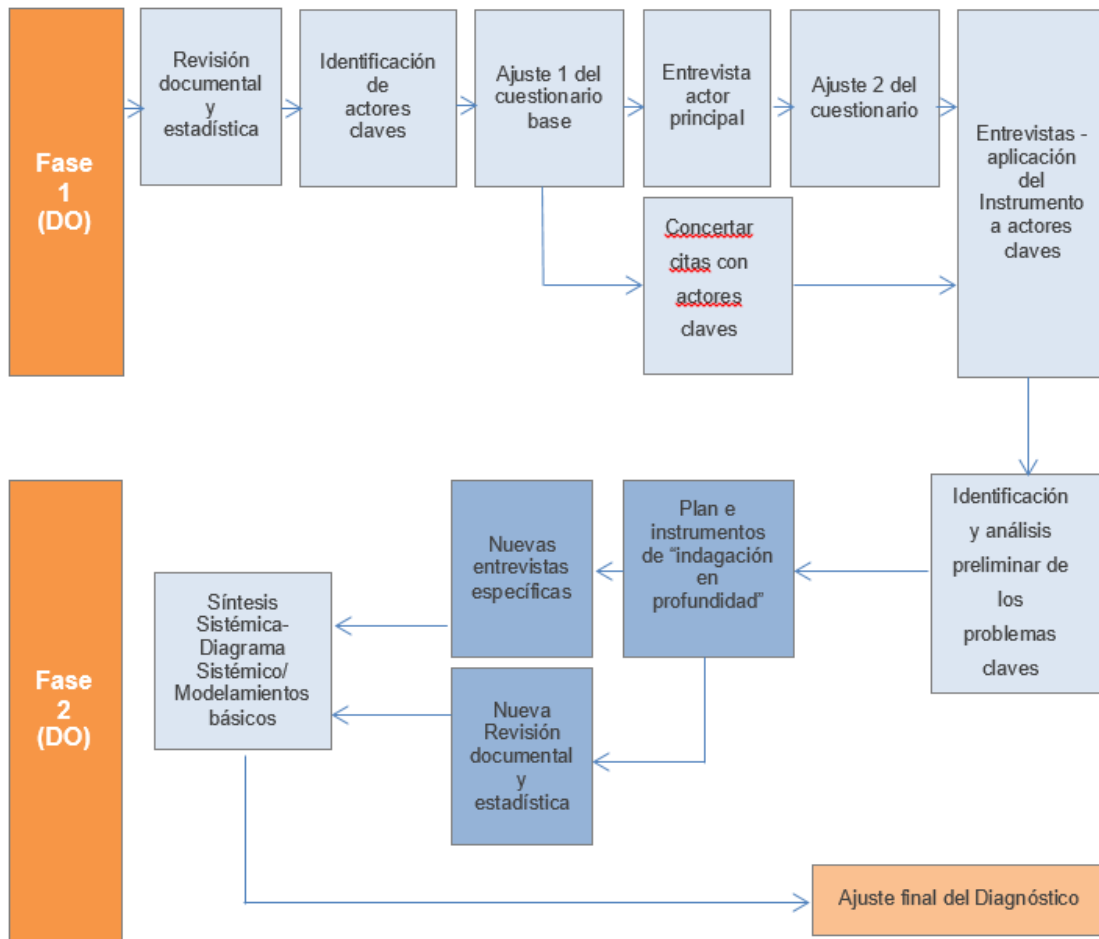 Fase
1
(DO)
Revisión
documental
y
estadística
Identificación
de
actores
claves
Ajuste 1 del
cuestionario
base
Entrevista
actor
principal
Ajuste 2 del
cuestionario
Entrevistas -
aplicación
del
Instrumento
a actores
claves
Concertar
citas con
actores
claves
Fase
2
(DO)
Identificación
y análisis
preliminar de
los
problemas
claves
Plan e
instrumentos
de “indagación
en
profundidad”
Nuevas
entrevistas
específicas
Nueva
Revisión
documental
y
estadística
Síntesis
Sistémica-
Diagrama
Sistémico/
Modelamientos
básicos
Ajuste final del Diagnóstico